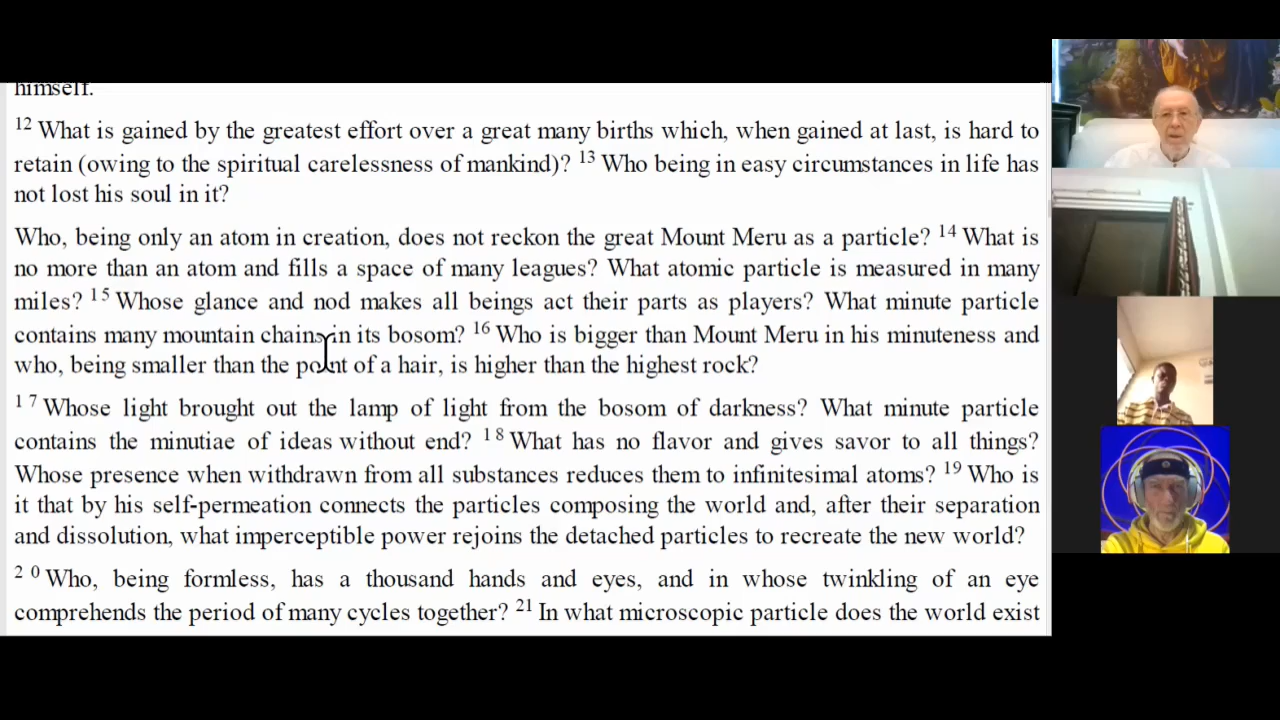 himself.
12 What is gained by the greatest effort over a great many births which, when gained at last, is hard to
retain (owing to the spiritual carelessness of mankind)? 13 Who being in easy circumstances in life has
not lost his soul in it?
Who, being only an atom in creation, does not reckon the great Mount Meru as a particle? 14 What is
no more than an atom and fills a space of many leagues? What atomic particle is measured in many
miles? 15 Whose glance and nod makes all beings act their parts as players? What minute particle
contains many mountain chains in its bosom? 16 Who is bigger than Mount Meru in his minuteness and
who, being smaller than the point of a hair, is higher than the highest rock?
17 Whose light brought out the lamp of light from the bosom of darkness? What minute particle
contains the minutiae of ideas without end? 18 What has no flavor and gives savor to all things?
Whose presence when withdrawn from all substances reduces them to infinitesimal atoms? 19 Who is
it that by his self-permeation connects the particles composing the world and, after their separation
and dissolution, what imperceptible power rejoins the detached particles to recreate the new world?
20 Who, being formless, has a thousand hands and eyes, and in whose twinkling of an eye
comprehends the period of many cycles together? 21 In what microscopic particle does the world exist